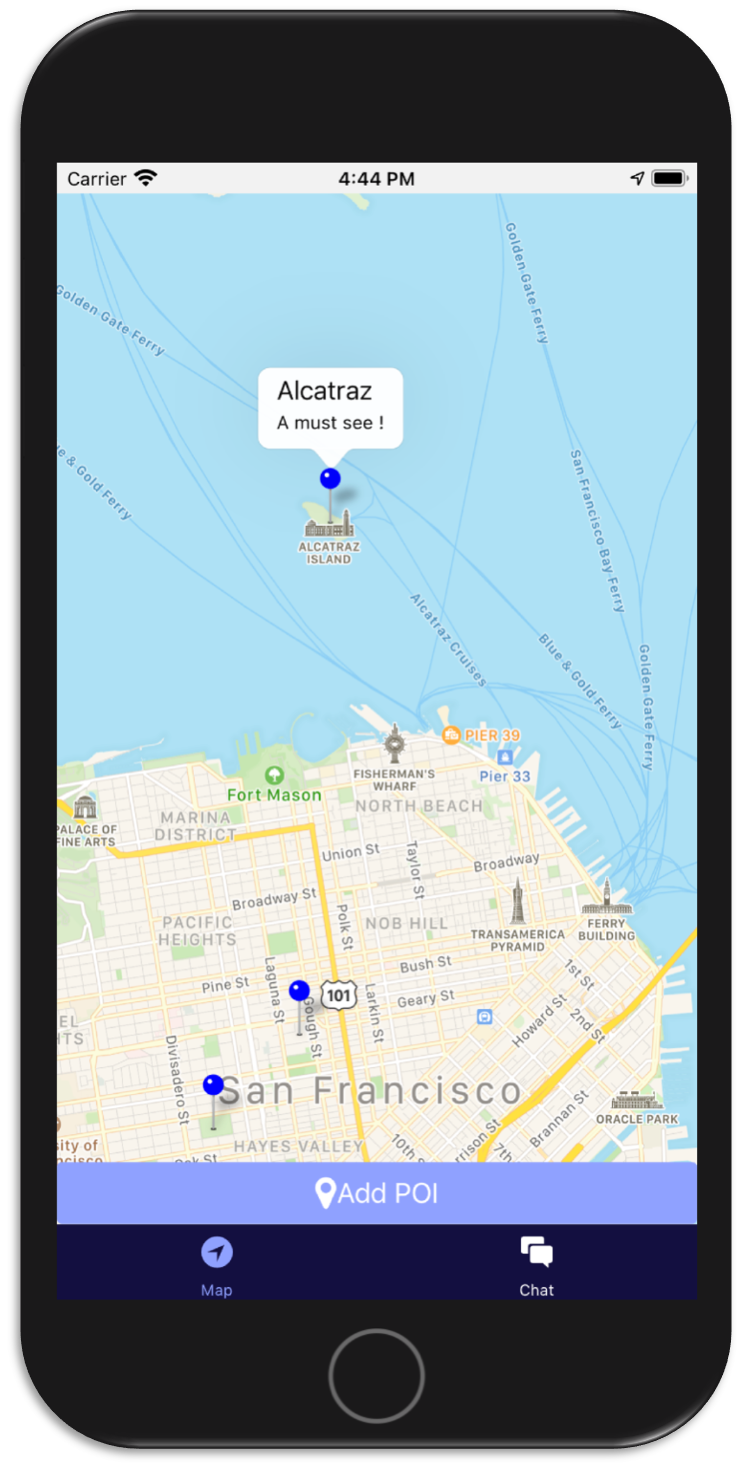 Carrier
4:44 PM
Golden Gate Ferry
Golden Gate Ferry
Alcatraz
A must see !
e & Gold Ferry
San Francisco Bay Ferry
ALCATRAZ
ISLAND
Alcatraz Cruises
Blue & Gold Ferry
Golden Gate Ferry
PIER 39
FISHERMAN'S
WHARF
Pier 33
Fort Mason
NORTH BEACH
PALACE OF
FINE ARTS
MARINA
DISTRICT
Union St
Taylor St
Broadway
Broadway St
Polk St
PACIFIC
HEIGHTS
NOB HILL
TRANSAMERICA
PYRAMID
FERRY
BUILDING
Pine St
Laguna St
Gough St
101
Larkin St
Bush St
Geary St
1st St
Howard St
2nd St
EL
HTS
Divisadero St
San Francisco
Brannan St
ORACLE PARK
sity of
ncisco
Oak St
HAYES VALLEY
10th St
rrison St
7th
Add POI
Map
Chat